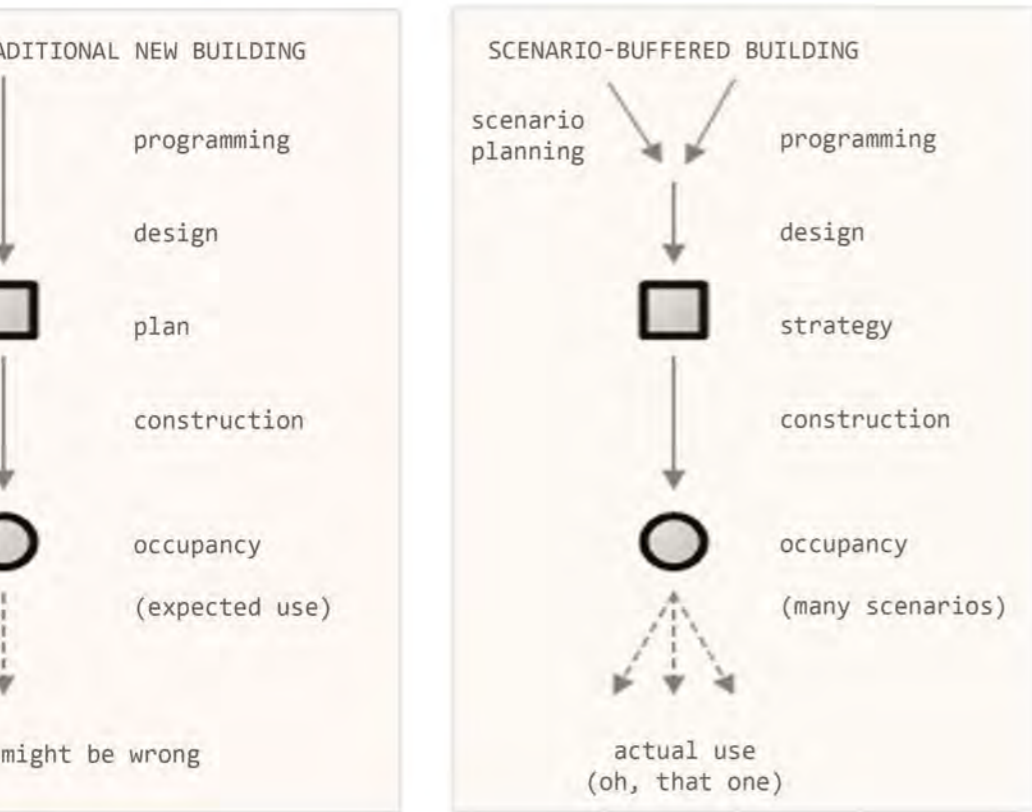 ADITIONAL NEW BUILDING
programming
design
plan
construction
occupancy
(expected use)
might be wrong
SCENARIO-BUFFERED BUILDING
scenario
planning
programming
design
strategy
construction
occupancy
(many scenarios)
actual use
(oh, that one)